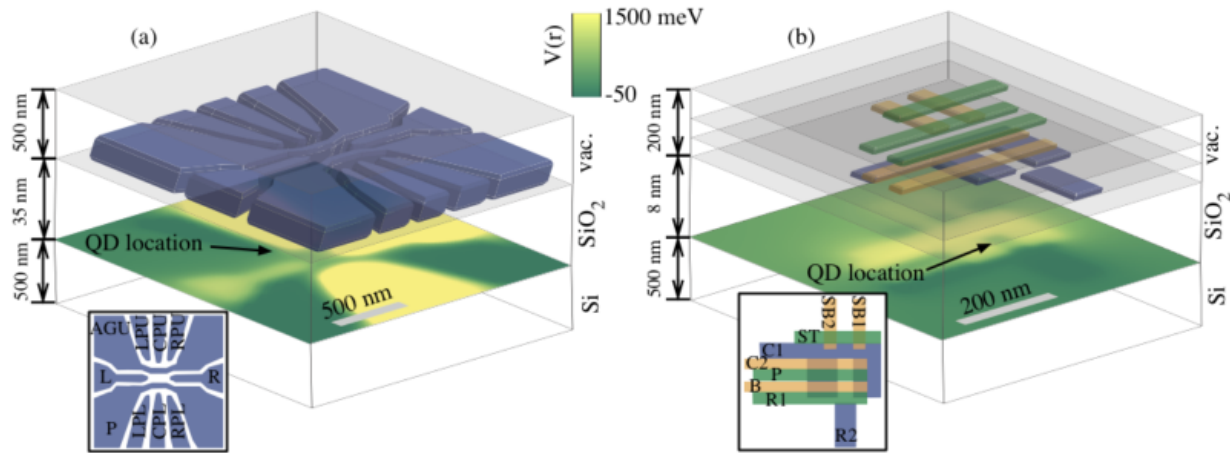 (a)
V(r)
1500 meV
-50
(b)
500 nm
35 nm
500 nm
vac.
SiO2
Si
QD location
500 nm
AGU
LPU
CPU
RPU
L
R
P
LPL
CPL
RPL
200 nm
8 nm
500 nm
vac.
SiO2
Si
QD location
200 nm
SB2
SB1
ST
C1
C2
P
B
R1
R2